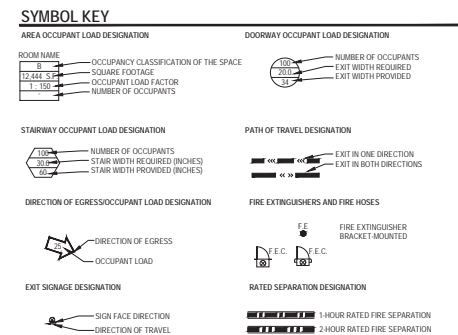 SYMBOL KEY
AREA OCCUPANT LOAD DESIGNATION
ROOM NAME
B
12,444 S.F.
1 : 150
-
OCCUPANCY CLASSIFICATION OF THE SPACE
SQUARE FOOTAGE
OCCUPANT LOAD FACTOR
NUMBER OF OCCUPANTS
DOORWAY OCCUPANT LOAD DESIGNATION
100
20.0
34
NUMBER OF OCCUPANTS
EXIT WIDTH REQUIRED
EXIT WIDTH PROVIDED
STAIRWAY OCCUPANT LOAD DESIGNATION
100
30.0
60
NUMBER OF OCCUPANTS
STAIR WIDTH REQUIRED (INCHES)
STAIR WIDTH PROVIDED (INCHES)
PATH OF TRAVEL DESIGNATION
EXIT IN ONE DIRECTION
EXIT IN BOTH DIRECTIONS
DIRECTION OF EGRESS/OCCUPANT LOAD DESIGNATION
25
DIRECTION OF EGRESS
OCCUPANT LOAD
FIRE EXTINGUISHERS AND FIRE HOSES
F.E
FIRE EXTINGUISHER
BRACKET-MOUNTED
F.E.C.
F.E.C.
EXIT SIGNAGE DESIGNATION
SIGN FACE DIRECTION
DIRECTION OF TRAVEL
RATED SEPARATION DESIGNATION
1-HOUR RATED FIRE SEPARATION
2-HOUR RATED FIRE SEPARATION